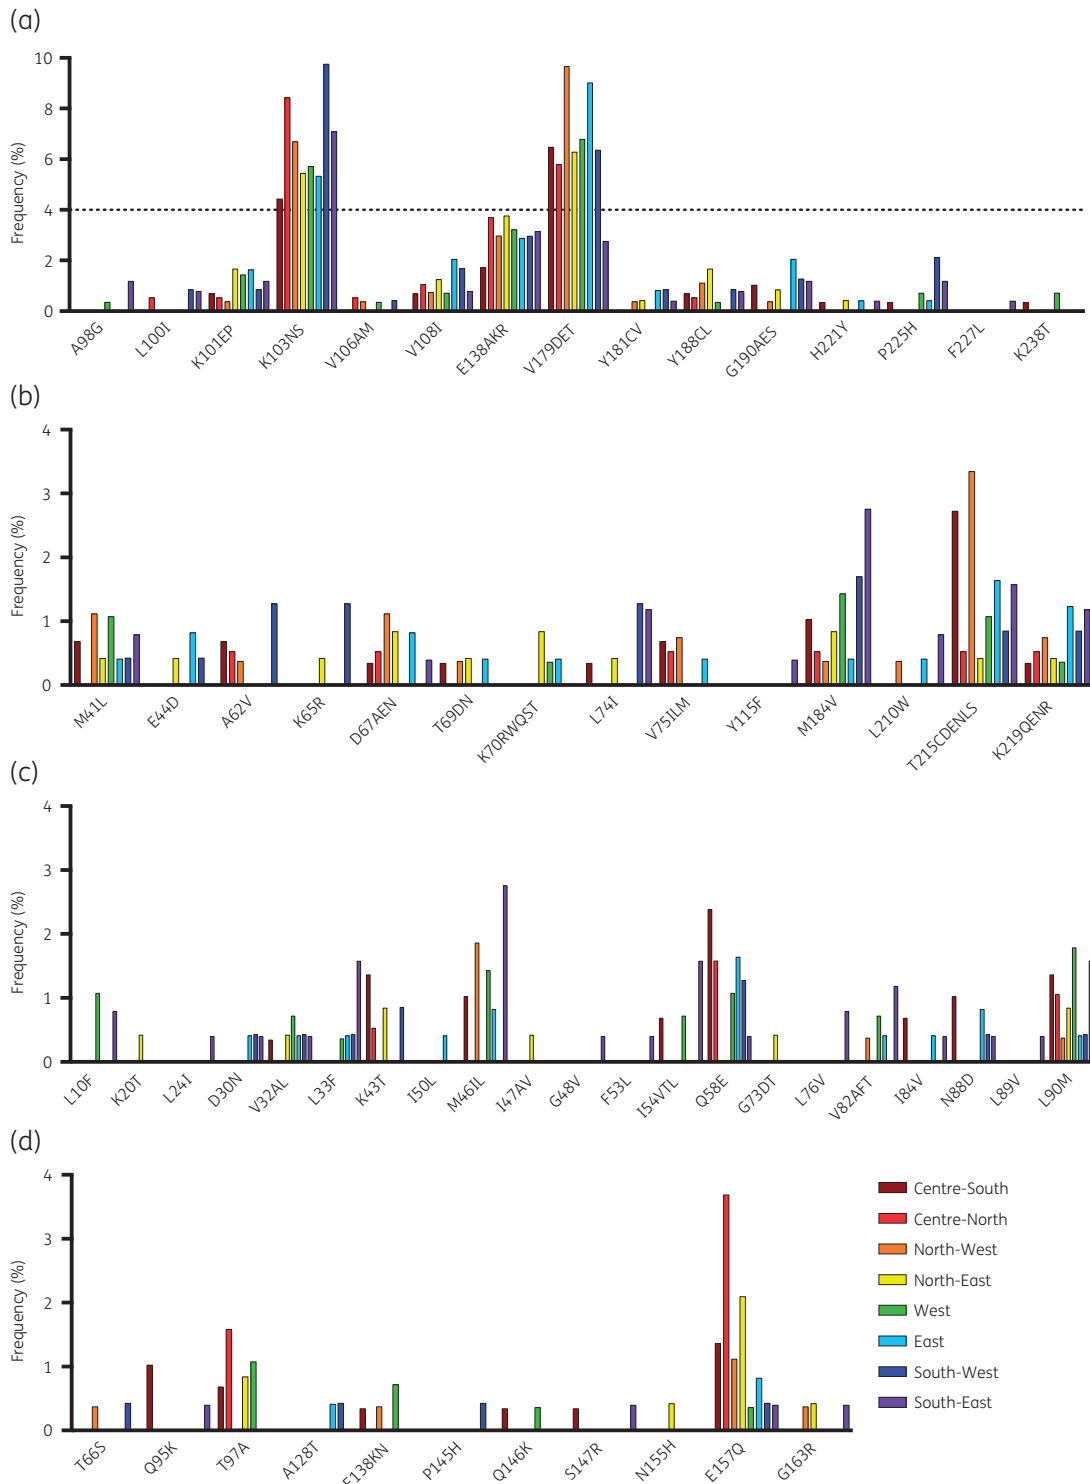 (a)
10
8
6
4
2
0
Frequency (%)
A98G
L100I
K101EP
K103NS
V106AM
V108I
E138AKR
V179DET
Y181CV
Y188CL
G190AES
H221Y
P225H
F227L
K238T
(b)
4
3
2
1
0
Frequency (%)
M41L
E44D
A62V
K65R
D67AEN
T69DN
K70RWQST
L74I
V75ILM
Y115F
M184V
L210W
T215CDENLS
K219QENR
(c)
4
3
2
1
0
Frequency (%)
L10F
K20T
L24I
D30N
V32AL
L33F
K43T
I50L
M46IL
I47AV
G48V
F53L
I54VTL
Q58E
G73DT
L76V
V82AFT
I84V
N88D
L89V
L90M
(d)
4
3
2
1
0
Frequency (%)
T66S
Q95K
T97A
A128T
E138KN
P145H
Q146K
S147R
N155H
E157Q
G163R
Centre-South
Centre-North
North-West
North-East
West
East
South-West
South-East